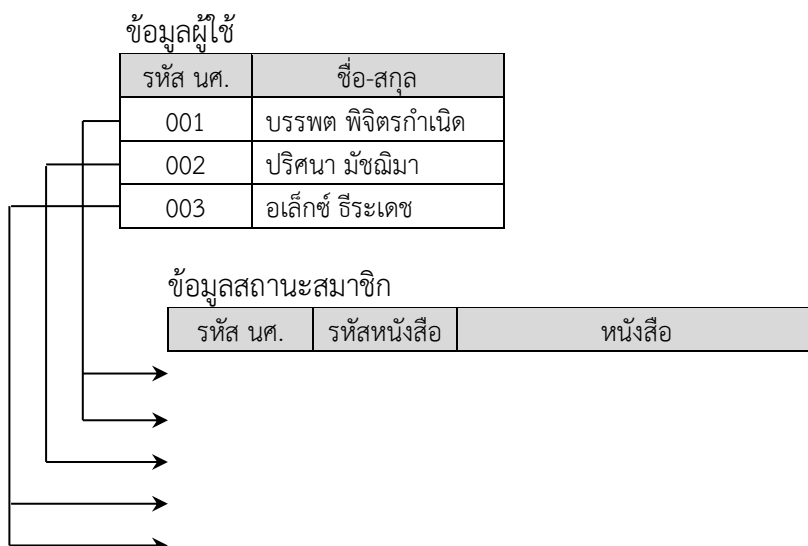 ข้อมูลผู้ใช้
รหัส นศ. ชื่อ-สกุล
001 บรรพต พิจิตรกำเนิด
002 ปริศนา มัชฌิมา
003 อเล็กซ์ ธีระเดช
ข้อมูลสถานะสมาชิก
รหัส นศ. รหัสหนังสือ หนังสือ